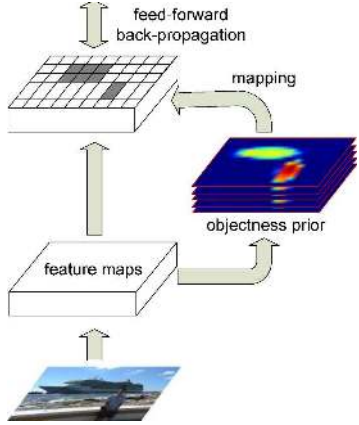 feed-forward
back-propagation
mapping
objectness prior
feature maps